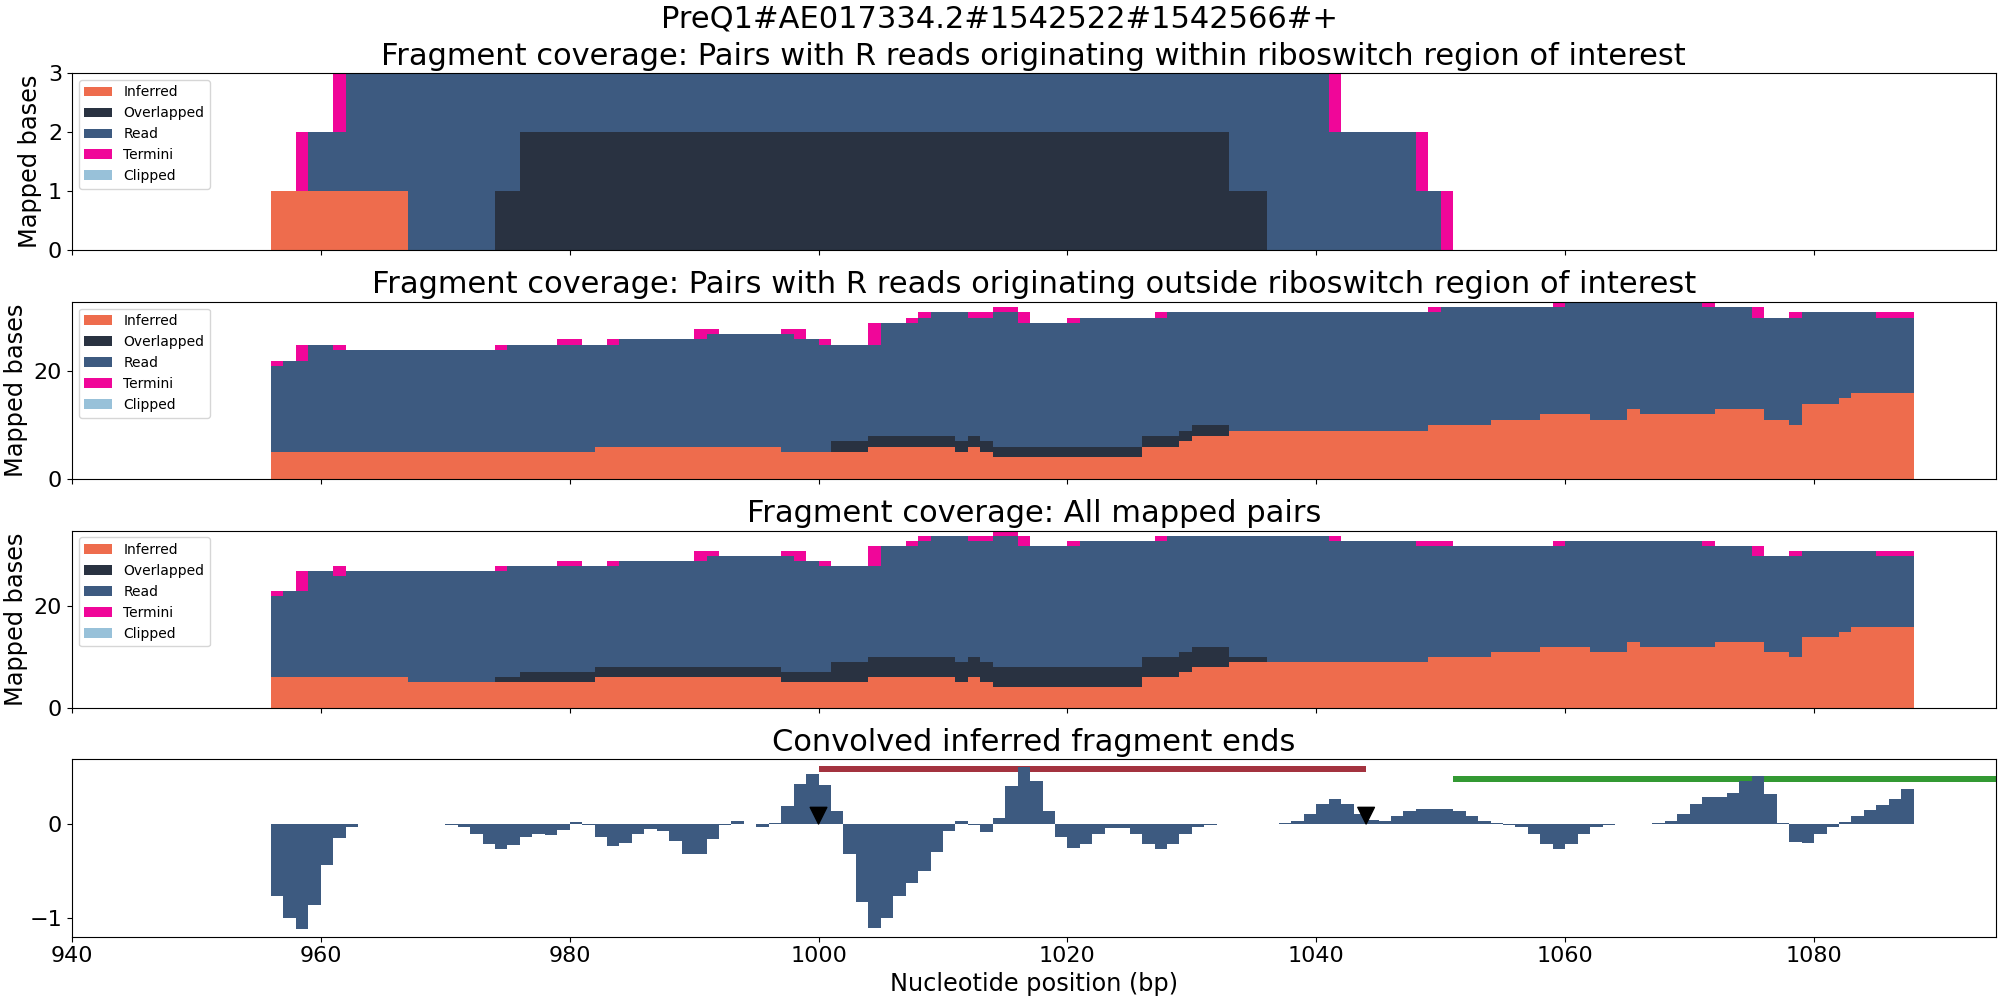 PreQ1#AE017334.2#1542522#1542566#+
Fragment coverage: Pairs with R reads originating within riboswitch region of interest
Mapped bases
3
2
1
0
Inferred
Overlapped
Read
Termini
Clipped
Fragment coverage: Pairs with R reads originating outside riboswitch region of interest
Mapped bases
20
0
Inferred
Overlapped
Read
Termini
Clipped
Fragment coverage: All mapped pairs
Mapped bases
20
0
Inferred
Overlapped
Read
Termini
Clipped
Convolved inferred fragment ends
0
−1
940 960 980 1000 1020 1040 1060 1080
Nucleotide position (bp)